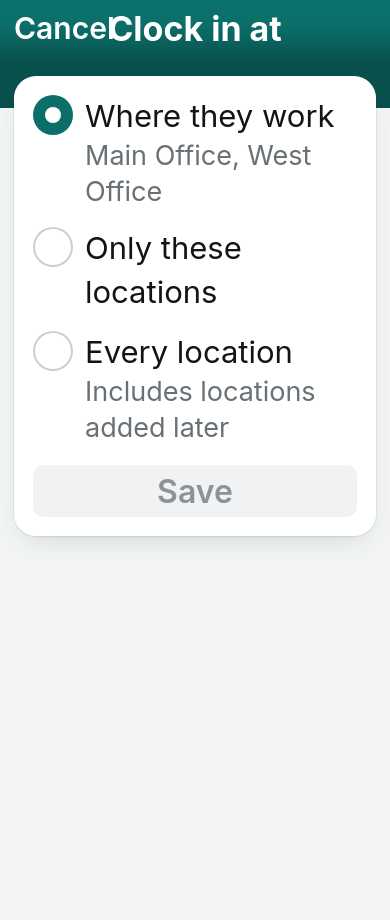 Cancel Clock in at
Where they work
Main Office, West
Office
Only these
locations
Every location
Includes locations
added later
Save